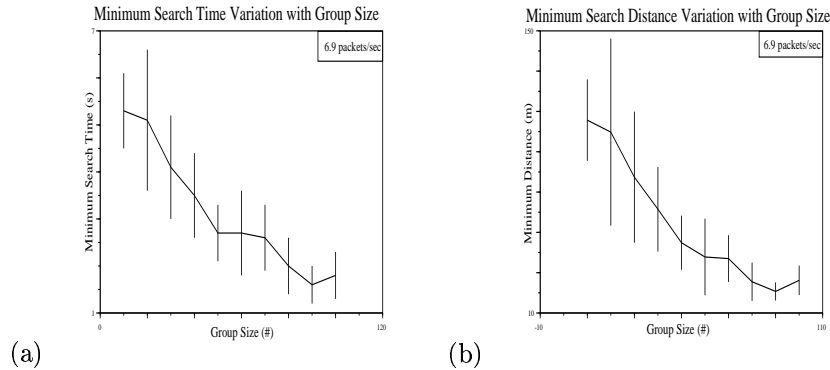 Minimum Search Time Variation with Group Size
7
6.9 packets/sec
Minimum Search Time (s)
1
0
120
Group Size (#)
(a)
Minimum Search Distance Variation with Group Size
150
6.9 packets/sec
Minimum Distance (m)
10
-10
110
Group Size (#)
(b)